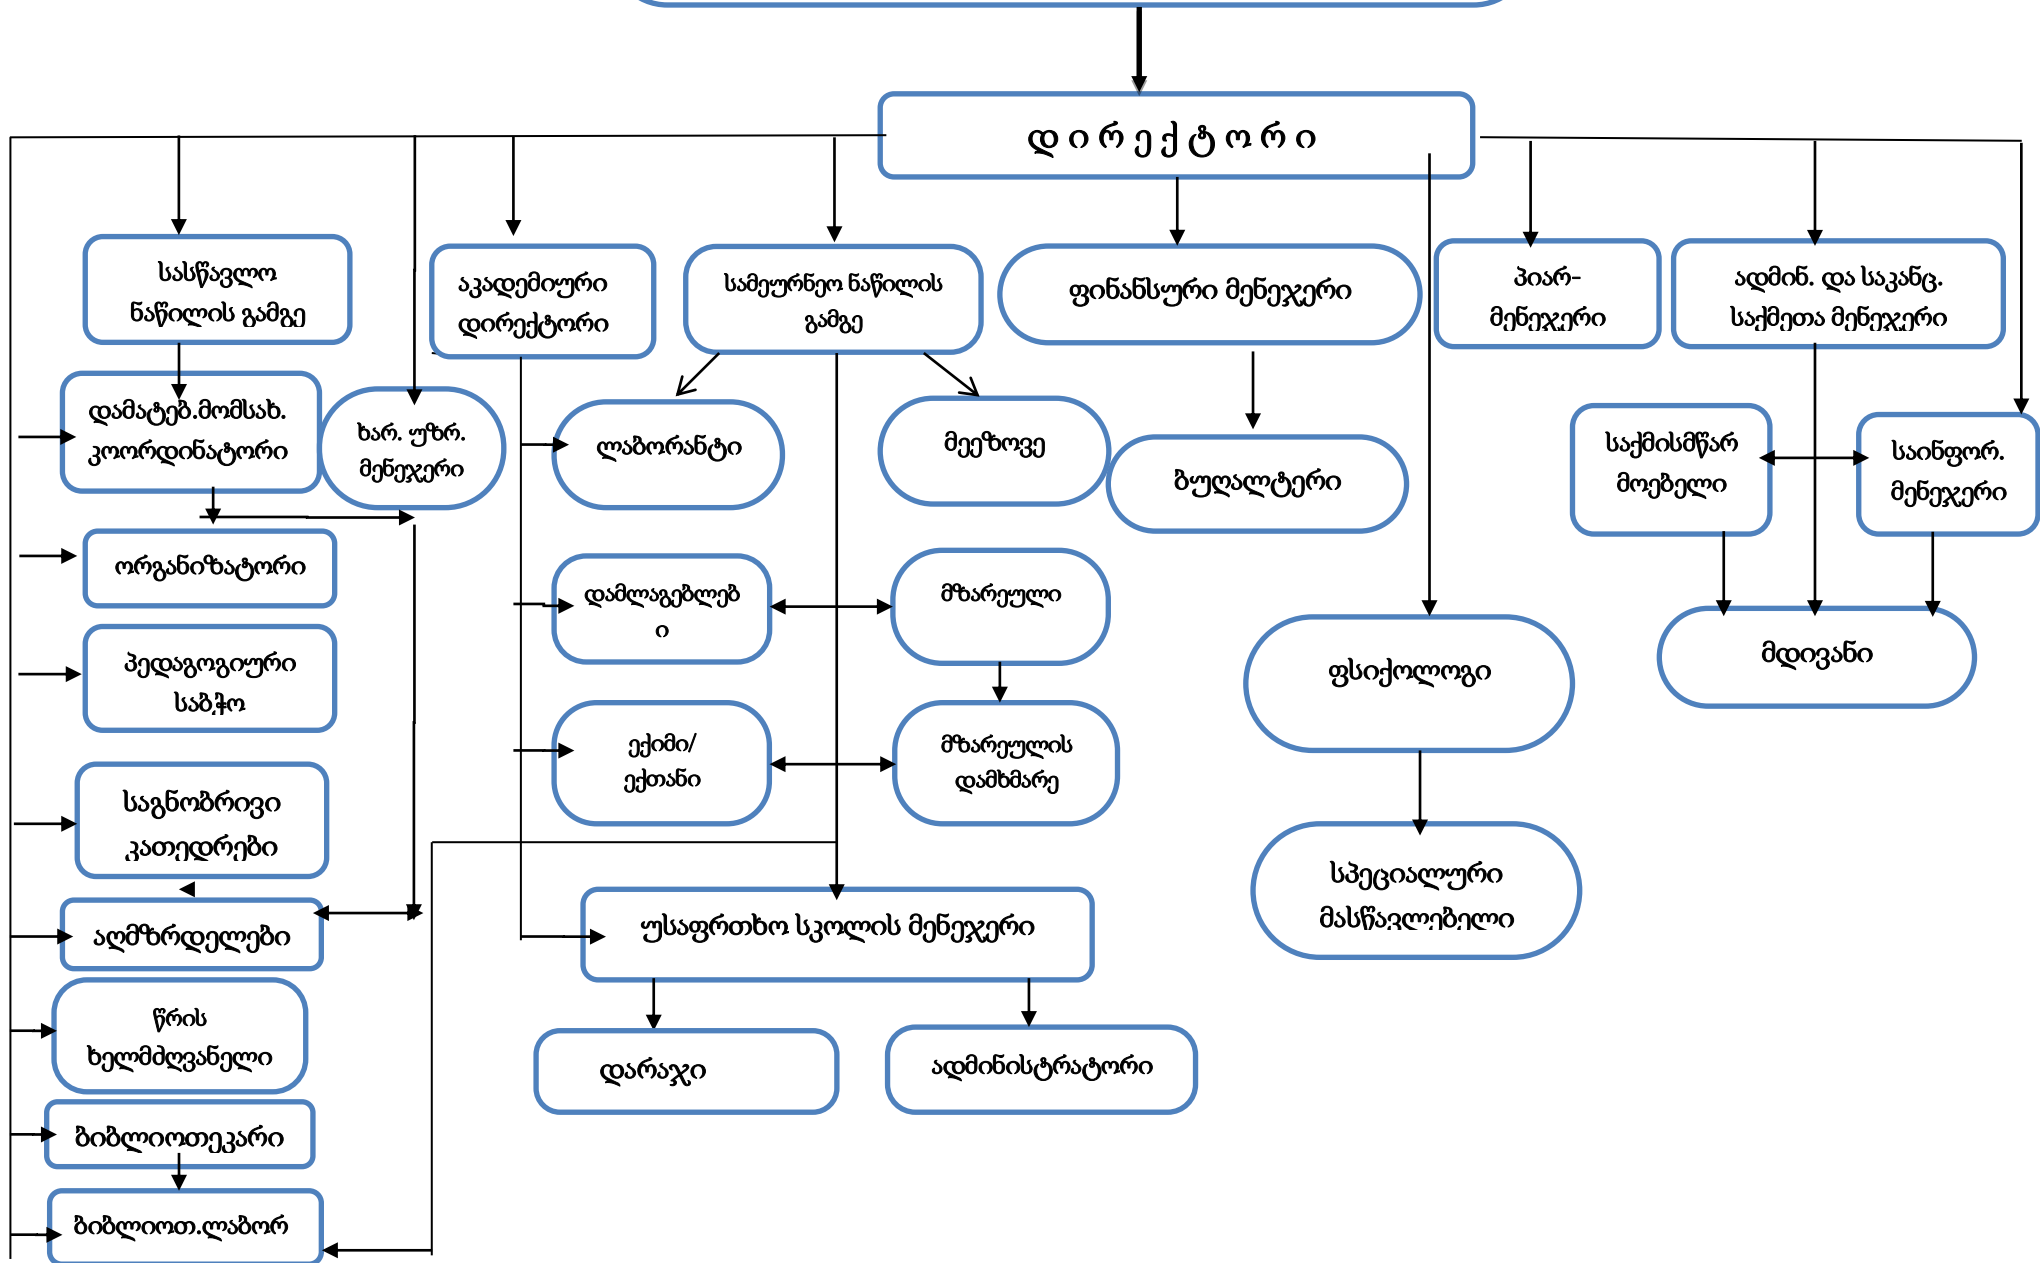 დ ი რ ე ქ ტ ო რ ი
სასწავლო
ნაწილის გამგე
აკადემიური
დირექტორი
სამეურნეო ნაწილის
გამგე
ფინანსური მენეჯერი
პიარ-
მენეჯერი
ადმინ. და საკანც.
საქმეთა მენეჯერი
დამატებ.მომსახ.
კოორდინატორი
ხარ. უზრ.
მენეჯერი
ლაბორანტი
მეეზოვე
ბუღალტერი
საქმისმწარ
მოებელი
საინფორ.
მენეჯერი
ორგანიზატორი
დამლაგებლებ
ი
მზარეული
მდივანი
პედაგოგიური
საბჭო
ფსიქოლოგი
ექიმი/
ექთანი
მზარეულის
დამხმარე
საგნობრივი
კათედრები
სპეციალური
მასწავლებელი
აღმზრდელები
უსაფრთხო სკოლის მენეჯერი
წრის
ხელმძღვანელი
დარაჯი
ადმინისტრატორი
ბიბლიოთეკარი
ბიბლიოთ.ლაბორ